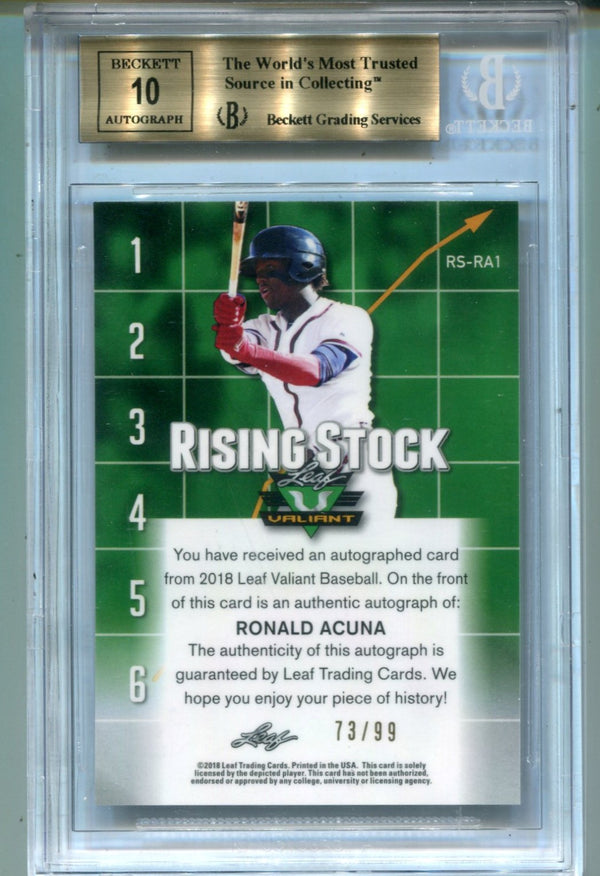 BECKETT
10
AUTOGRAPH
The World's Most Trusted
Source in Collecting™
B
Beckett Grading Services
B
BECKETT
1
RS-RA1
2
3
RISING STOCK
Leaf
VALIANT
4
You have received an autographed card
from 2018 Leaf Valiant Baseball. On the front
5
of this card is an authentic autograph of:
RONALD ACUNA
The authenticity of this autograph is
6
guaranteed by Leaf Trading Cards. We
hope you enjoy your piece of history!
Leaf
73/99
©2018 Leaf Trading Cards. Printed in the USA. This card is solely
licensed by the depicted player. This card has not been authorized,
endorsed or approved by any college, university or licensing agency.